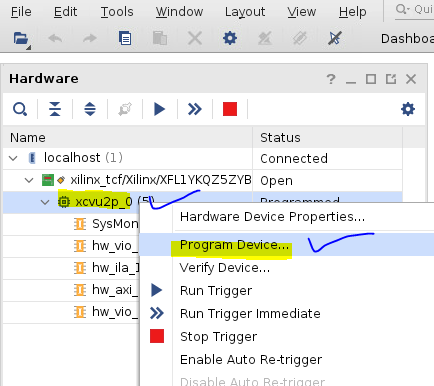 File Edit Tools Window Layout View Help Qui
Dashboa
Hardware
Name Status
localhost (1) Connected
xilinx_tcf/Xilinx/XFL1YKQZ5ZYB Open
xcvu2p_0 (5) Programmed
SysMon
hw_vio_
hw_ila_1
hw_axi_
hw_vio_
Hardware Device Properties...
Program Device...
Verify Device...
Run Trigger
Run Trigger Immediate
Stop Trigger
Enable Auto Re-trigger
Disable Auto Re-trigger